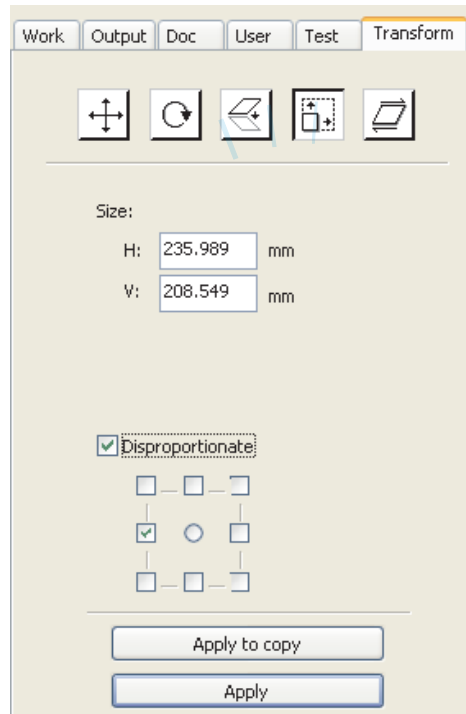 Work Output Doc User Test Transform
Size:
H: 235.989 mm
V: 208.549 mm
Disproportionate
Apply to copy
Apply